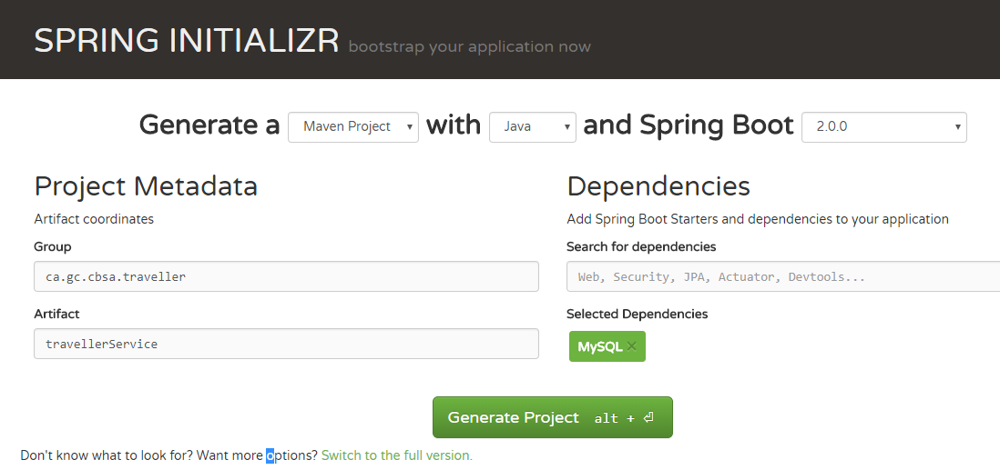 SPRING INITIALIZR bootstrap your application now
Generate a Maven Project with Java and Spring Boot 2.0.0
Project Metadata
Artifact coordinates
Group
ca.gc.cbsa.traveller
Artifact
travellerService
Dependencies
Add Spring Boot Starters and dependencies to your application
Search for dependencies
Web, Security, JPA, Actuator, Devtools...
Selected Dependencies
MySQL ×
Generate Project alt + ⏎
Don't know what to look for? Want more options? Switch to the full version.